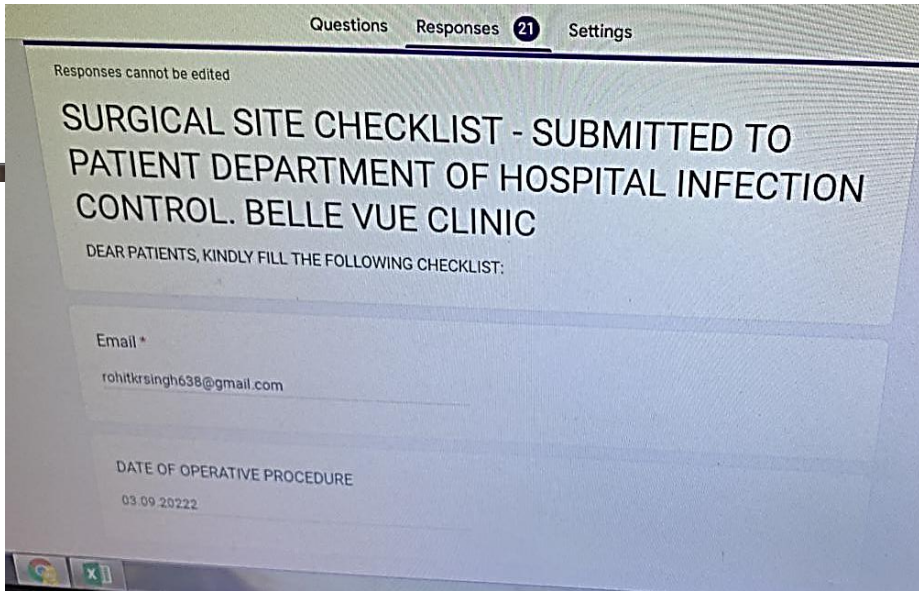 Questions Responses 21 Settings
Responses cannot be edited
SURGICAL SITE CHECKLIST - SUBMITTED TO
PATIENT DEPARTMENT OF HOSPITAL INFECTION
CONTROL. BELLE VUE CLINIC
DEAR PATIENTS, KINDLY FILL THE FOLLOWING CHECKLIST:
Email *
rohitkrsingh638@gmail.com
DATE OF OPERATIVE PROCEDURE
03.09.20222